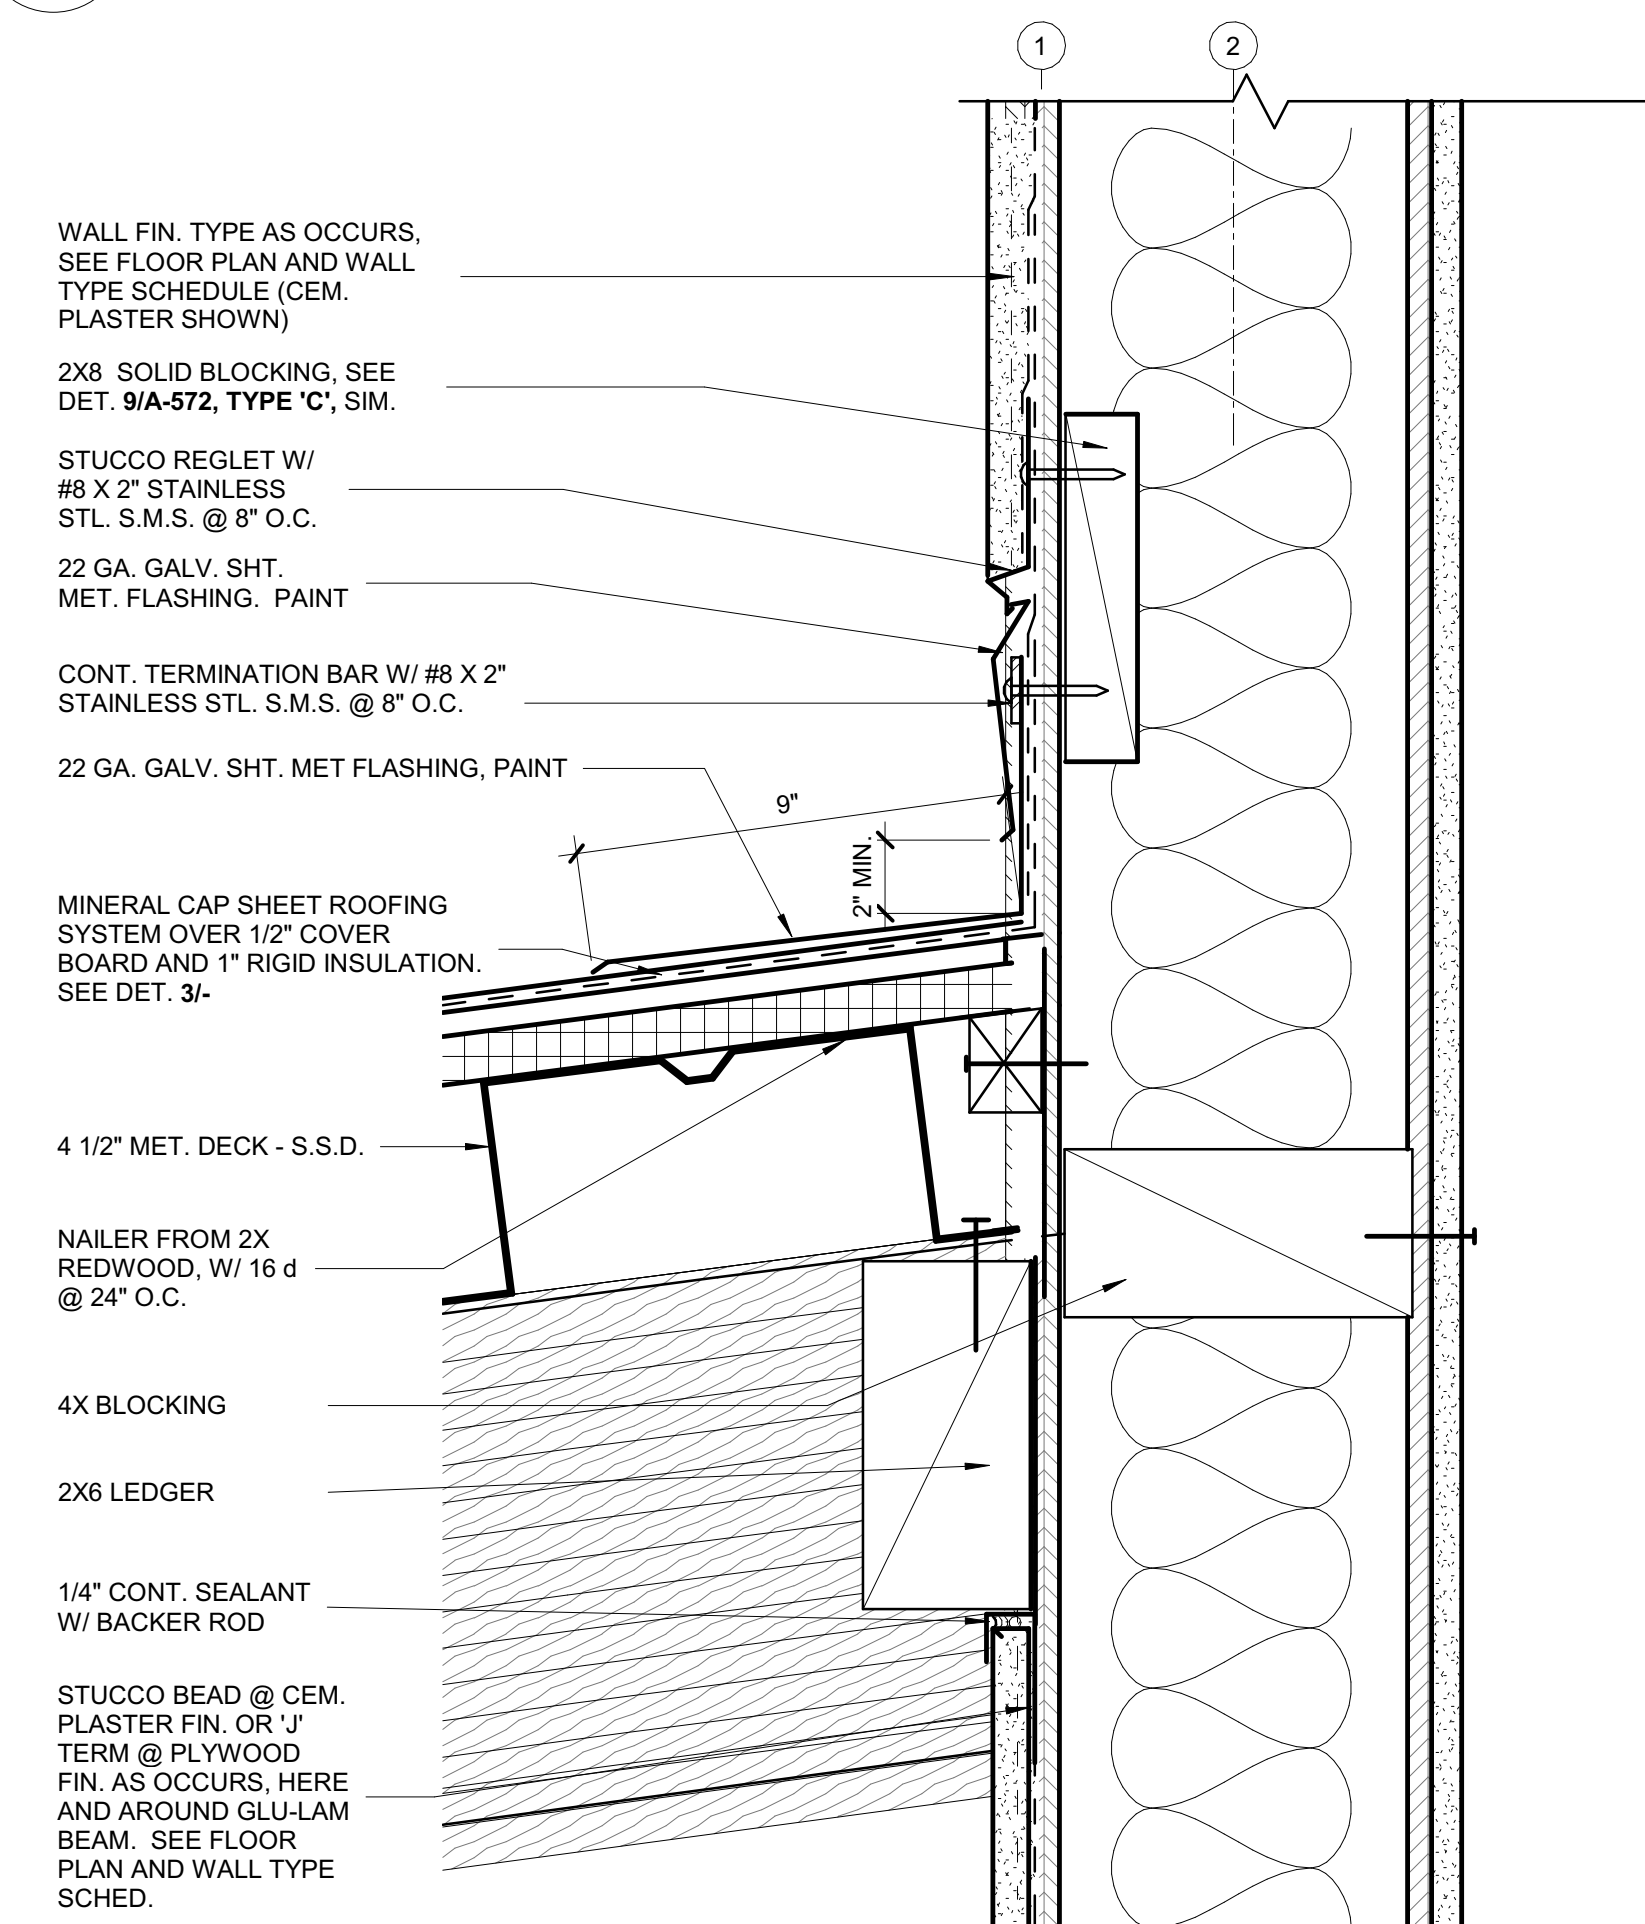 1
2
WALL FIN. TYPE AS OCCURS,
SEE FLOOR PLAN AND WALL
TYPE SCHEDULE (CEM.
PLASTER SHOWN)
2X8 SOLID BLOCKING, SEE
DET. 9/A-572, TYPE 'C', SIM.
STUCCO REGLET W/
#8 X 2" STAINLESS
STL. S.M.S. @ 8" O.C.
22 GA. GALV. SHT.
MET. FLASHING. PAINT
CONT. TERMINATION BAR W/ #8 X 2"
STAINLESS STL. S.M.S. @ 8" O.C.
22 GA. GALV. SHT. MET FLASHING, PAINT
9"
2" MIN.
MINERAL CAP SHEET ROOFING
SYSTEM OVER 1/2" COVER
BOARD AND 1" RIGID INSULATION.
SEE DET. 3/-
4 1/2" MET. DECK - S.S.D.
NAILER FROM 2X
REDWOOD, W/ 16 d
@ 24" O.C.
4X BLOCKING
2X6 LEDGER
1/4" CONT. SEALANT
W/ BACKER ROD
STUCCO BEAD @ CEM.
PLASTER FIN. OR 'J'
TERM @ PLYWOOD
FIN. AS OCCURS, HERE
AND AROUND GLU-LAM
BEAM. SEE FLOOR
PLAN AND WALL TYPE
SCHED.